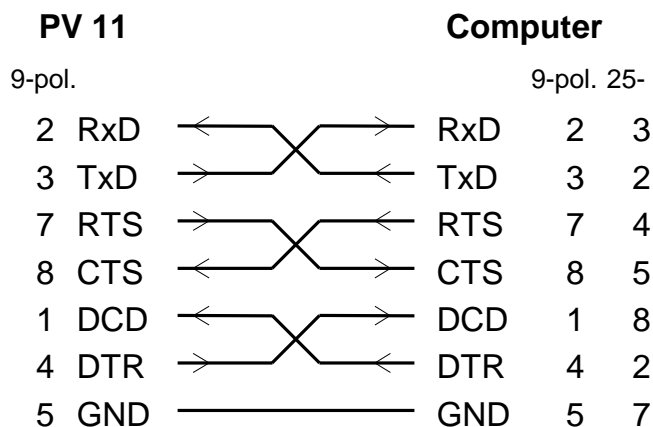 PV 11 Computer
9-pol. 9-pol. 25-
2 RxD RxD 2 3
3 TxD TxD 3 2
7 RTS RTS 7 4
8 CTS CTS 8 5
1 DCD DCD 1 8
4 DTR DTR 4 2
5 GND GND 5 7